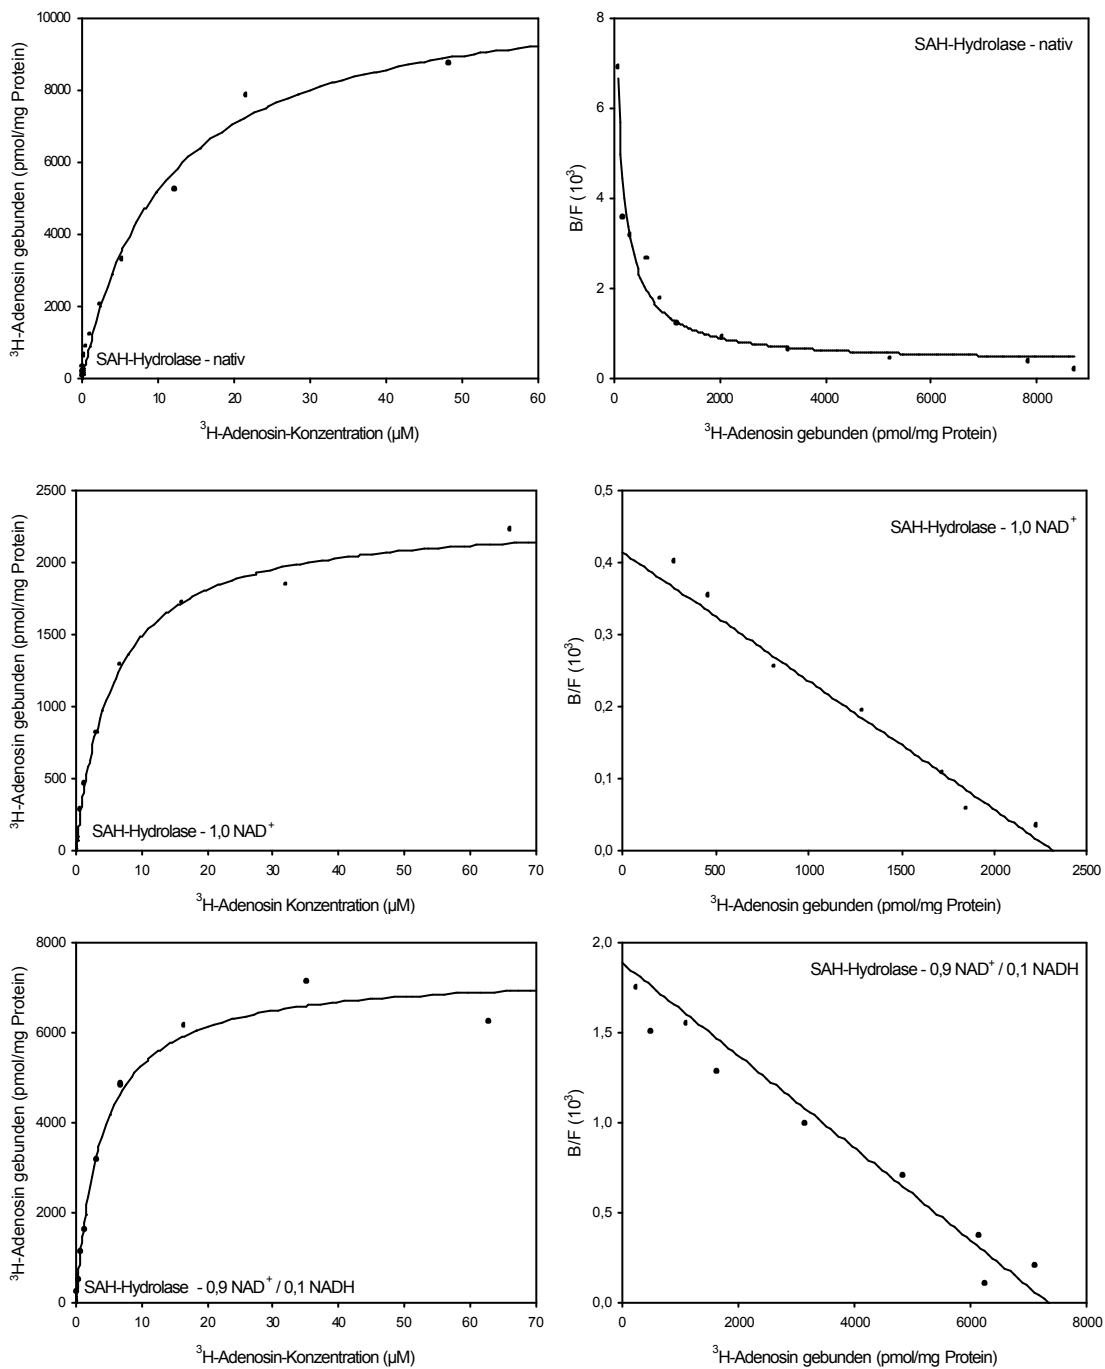 10000
8000
6000
4000
2000
0
³H-Adenosin gebunden (pmol/mg Protein)
SAH-Hydrolase - nativ
0 10 20 30 40 50 60
³H-Adenosin-Konzentration (µM)
8
6
4
2
0
B/F (10³)
SAH-Hydrolase - nativ
0 2000 4000 6000 8000
³H-Adenosin gebunden (pmol/mg Protein)
2500
2000
1500
1000
500
0
³H-Adenosin gebunden (pmol/mg Protein)
SAH-Hydrolase - 1,0 NAD⁺
0 10 20 30 40 50 60 70
³H-Adenosin Konzentration (µM)
0,5
0,4
0,3
0,2
0,1
0,0
B/F (10³)
SAH-Hydrolase - 1,0 NAD⁺
0 500 1000 1500 2000 2500
³H-Adenosin gebunden (pmol/mg Protein)
8000
6000
4000
2000
0
³H-Adenosin gebunden (pmol/mg Protein)
SAH-Hydrolase - 0,9 NAD⁺ / 0,1 NADH
0 10 20 30 40 50 60 70
³H-Adenosin-Konzentration (µM)
2,0
1,5
1,0
0,5
0,0
B/F (10³)
SAH-Hydrolase - 0,9 NAD⁺ / 0,1 NADH
0 2000 4000 6000 8000
³H-Adenosin gebunden (pmol/mg Protein)